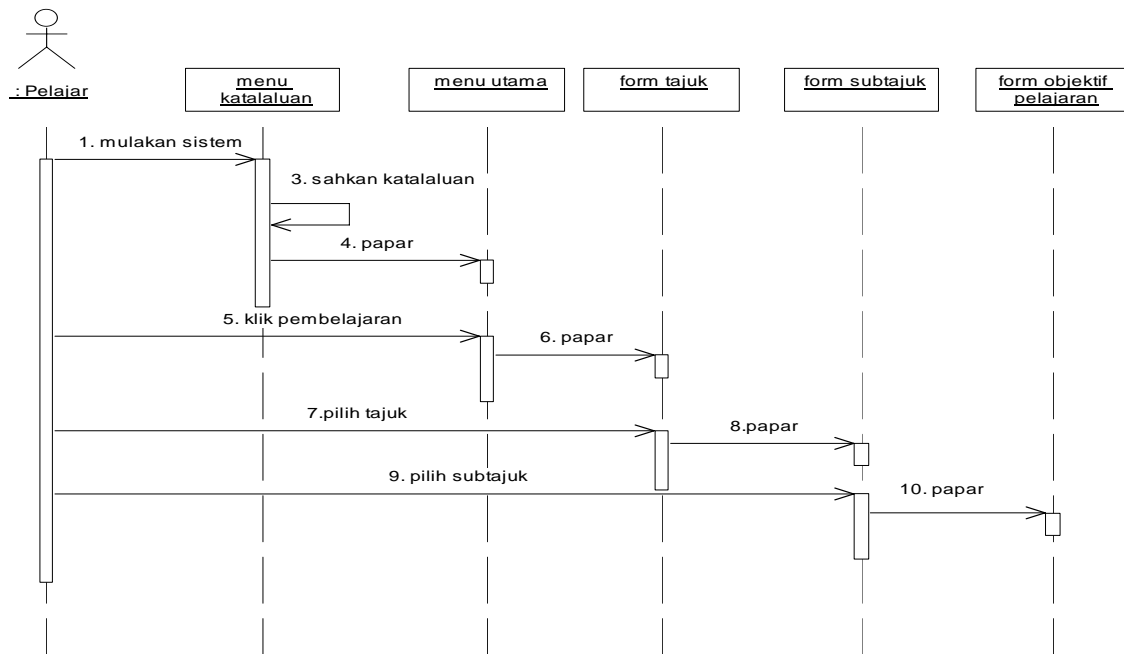 : Pelajar
menu
katalaluan
menu utama
form tajuk
form subtajuk
form objektif
pelajaran
1. mulakan sistem
3. sahkan katalaluan
4. papar
5. klik pembelajaran
6. papar
7.pilih tajuk
8.papar
9. pilih subtajuk
10. papar